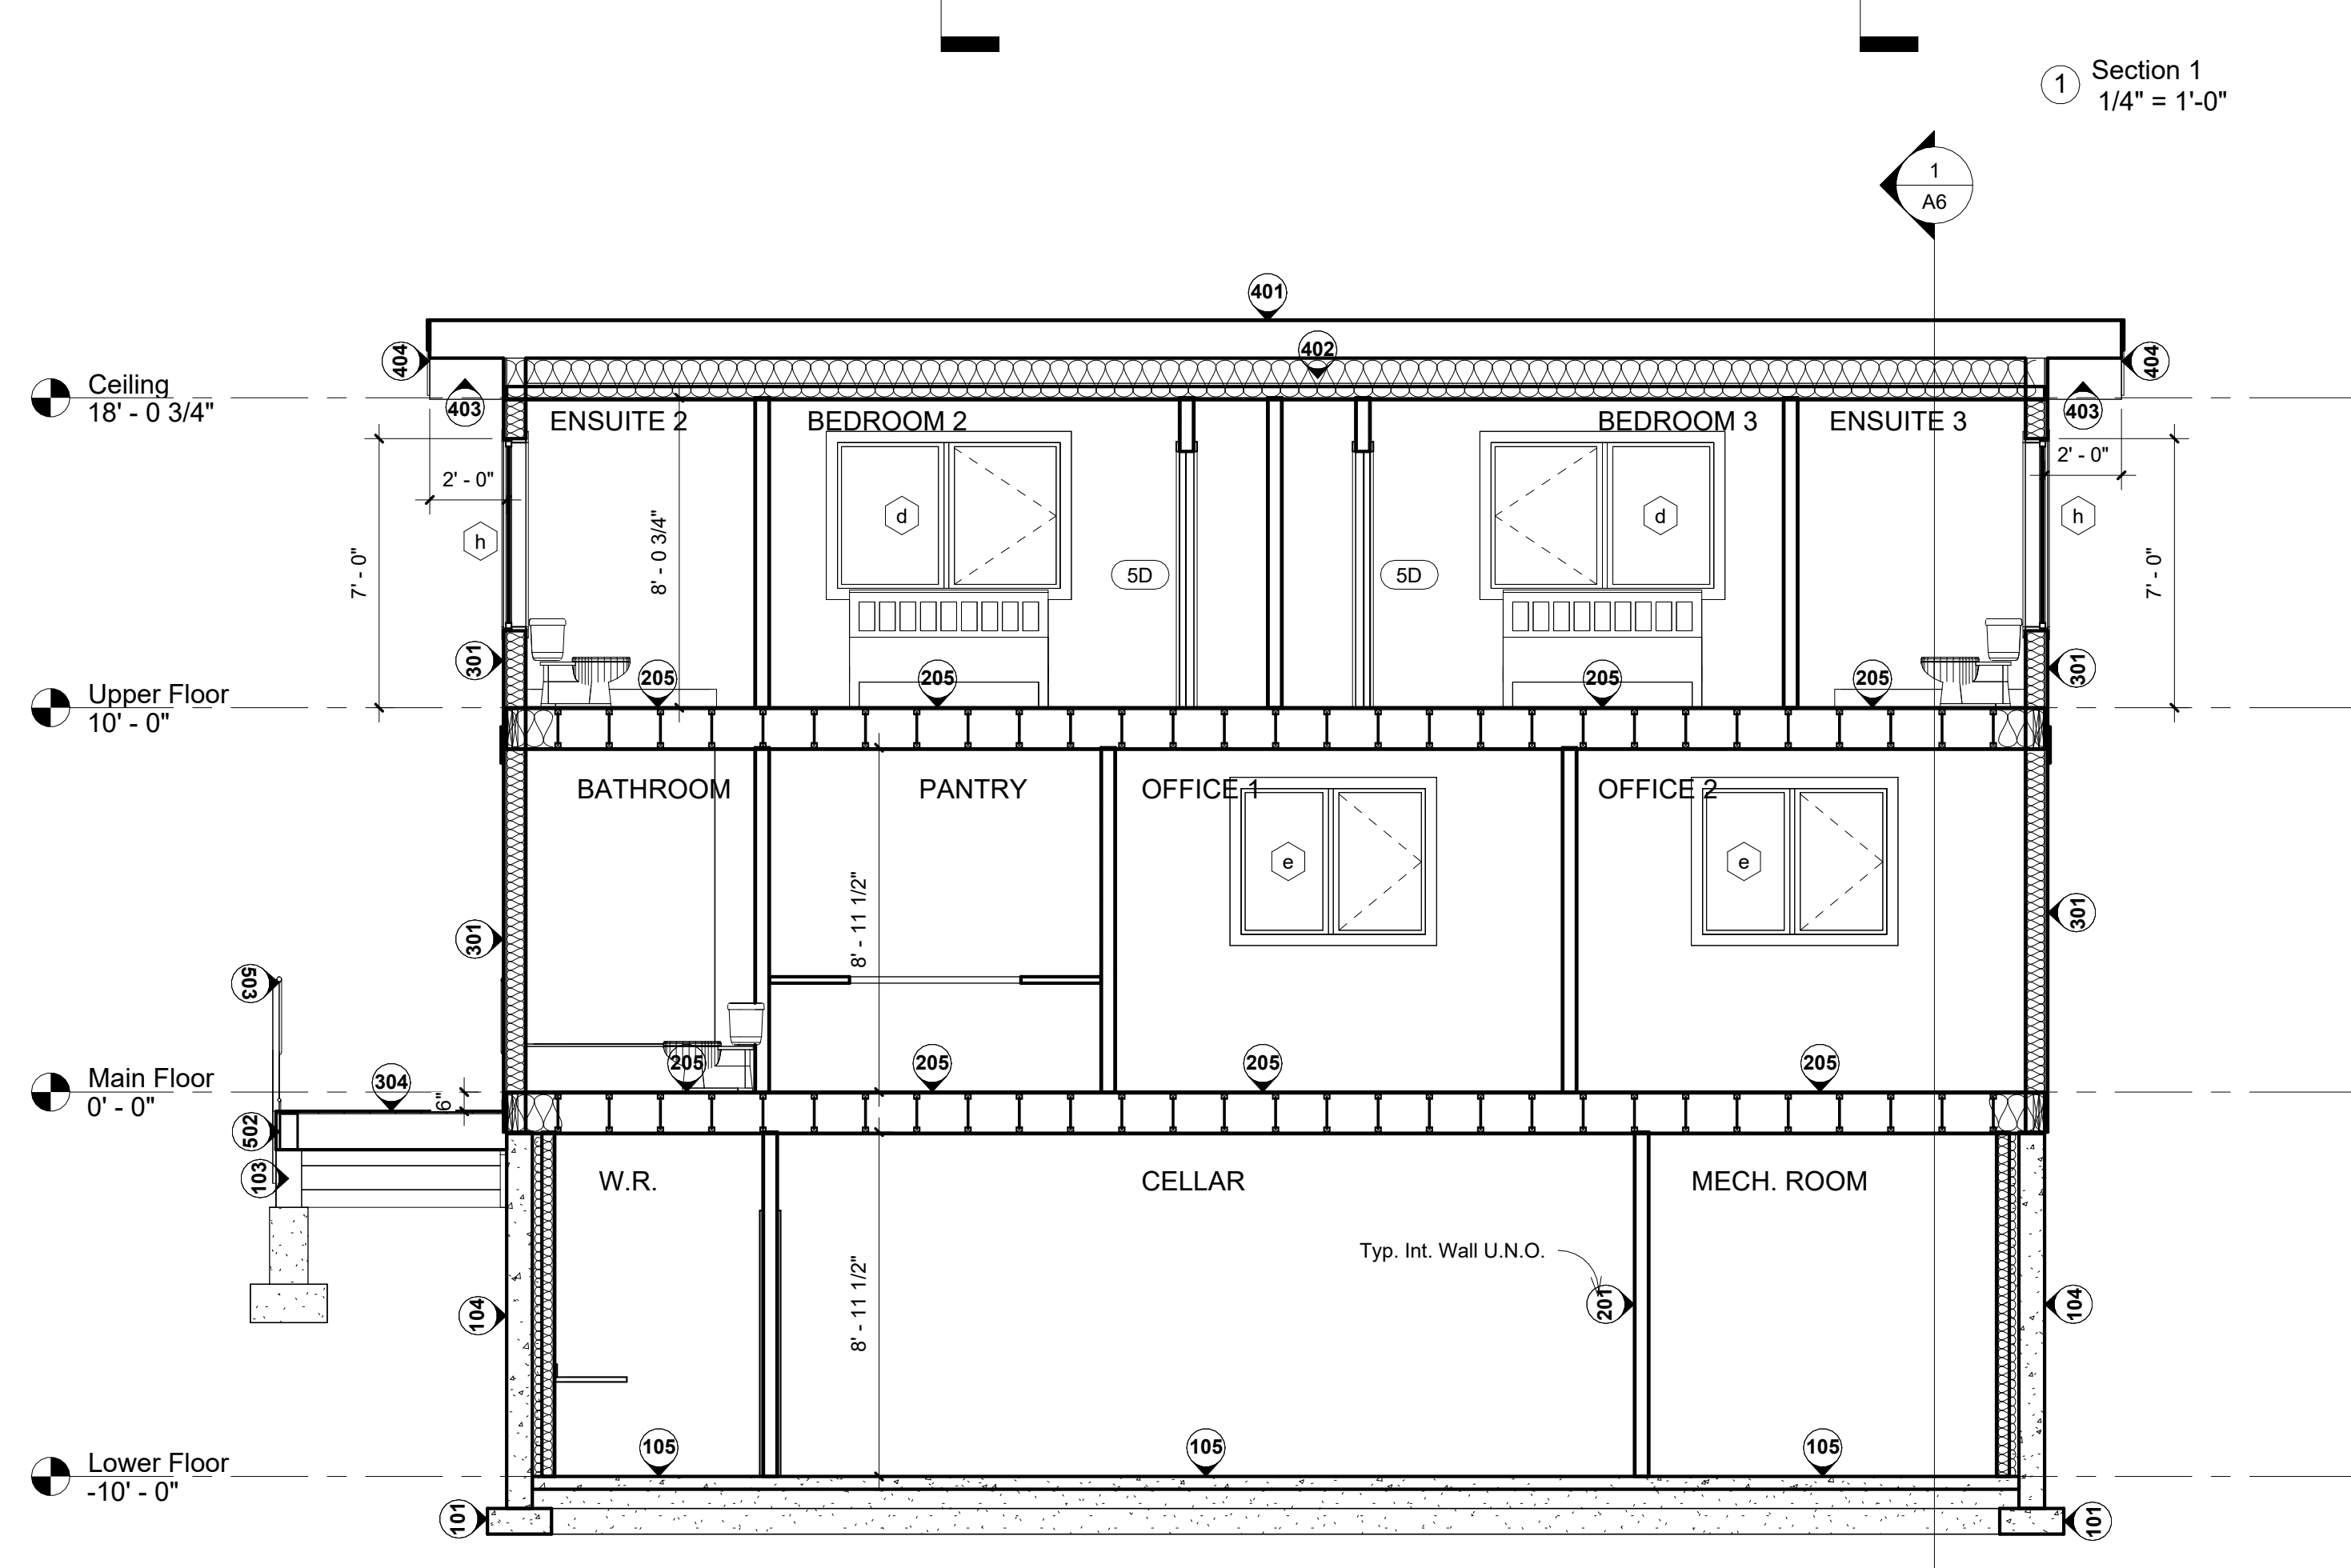 1
Section 1
1/4" = 1'-0"
1
A6
401
402
404
404
403
403
Ceiling
18' - 0 3/4"
ENSUITE 2
BEDROOM 2
BEDROOM 3
ENSUITE 3
2' - 0"
2' - 0"
h
d
d
h
7' - 0"
8' - 0 3/4"
5D
5D
7' - 0"
301
301
205
205
205
205
Upper Floor
10' - 0"
BATHROOM
PANTRY
OFFICE 1
OFFICE 2
e
e
8' - 11 1/2"
301
301
503
205
205
205
205
Main Floor
0' - 0"
304
6"
502
103
W.R.
CELLAR
MECH. ROOM
Typ. Int. Wall U.N.O.
201
104
104
8' - 11 1/2"
105
105
105
Lower Floor
-10' - 0"
101
101